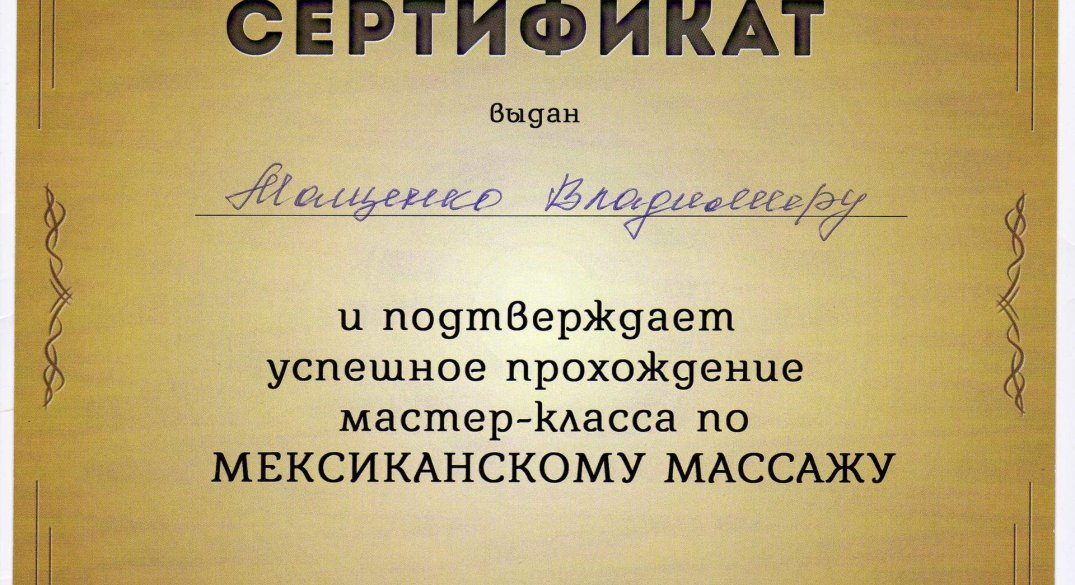 СЕРТИФИКАТ
выдан
Владимиру
и подтверждает
успешное прохождение
мастер-класса по
МЕКСИКАНСКОМУ МАССАЖУ